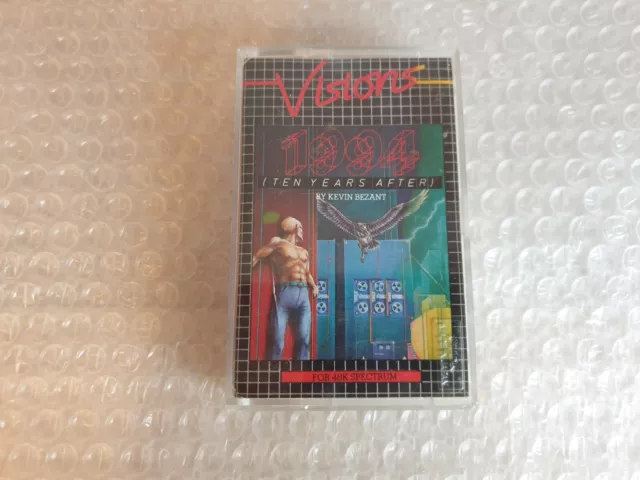 Visions
1994
(TEN YEARS AFTER)
BY KEVIN BEZANT
FOR 48K SPECTRUM